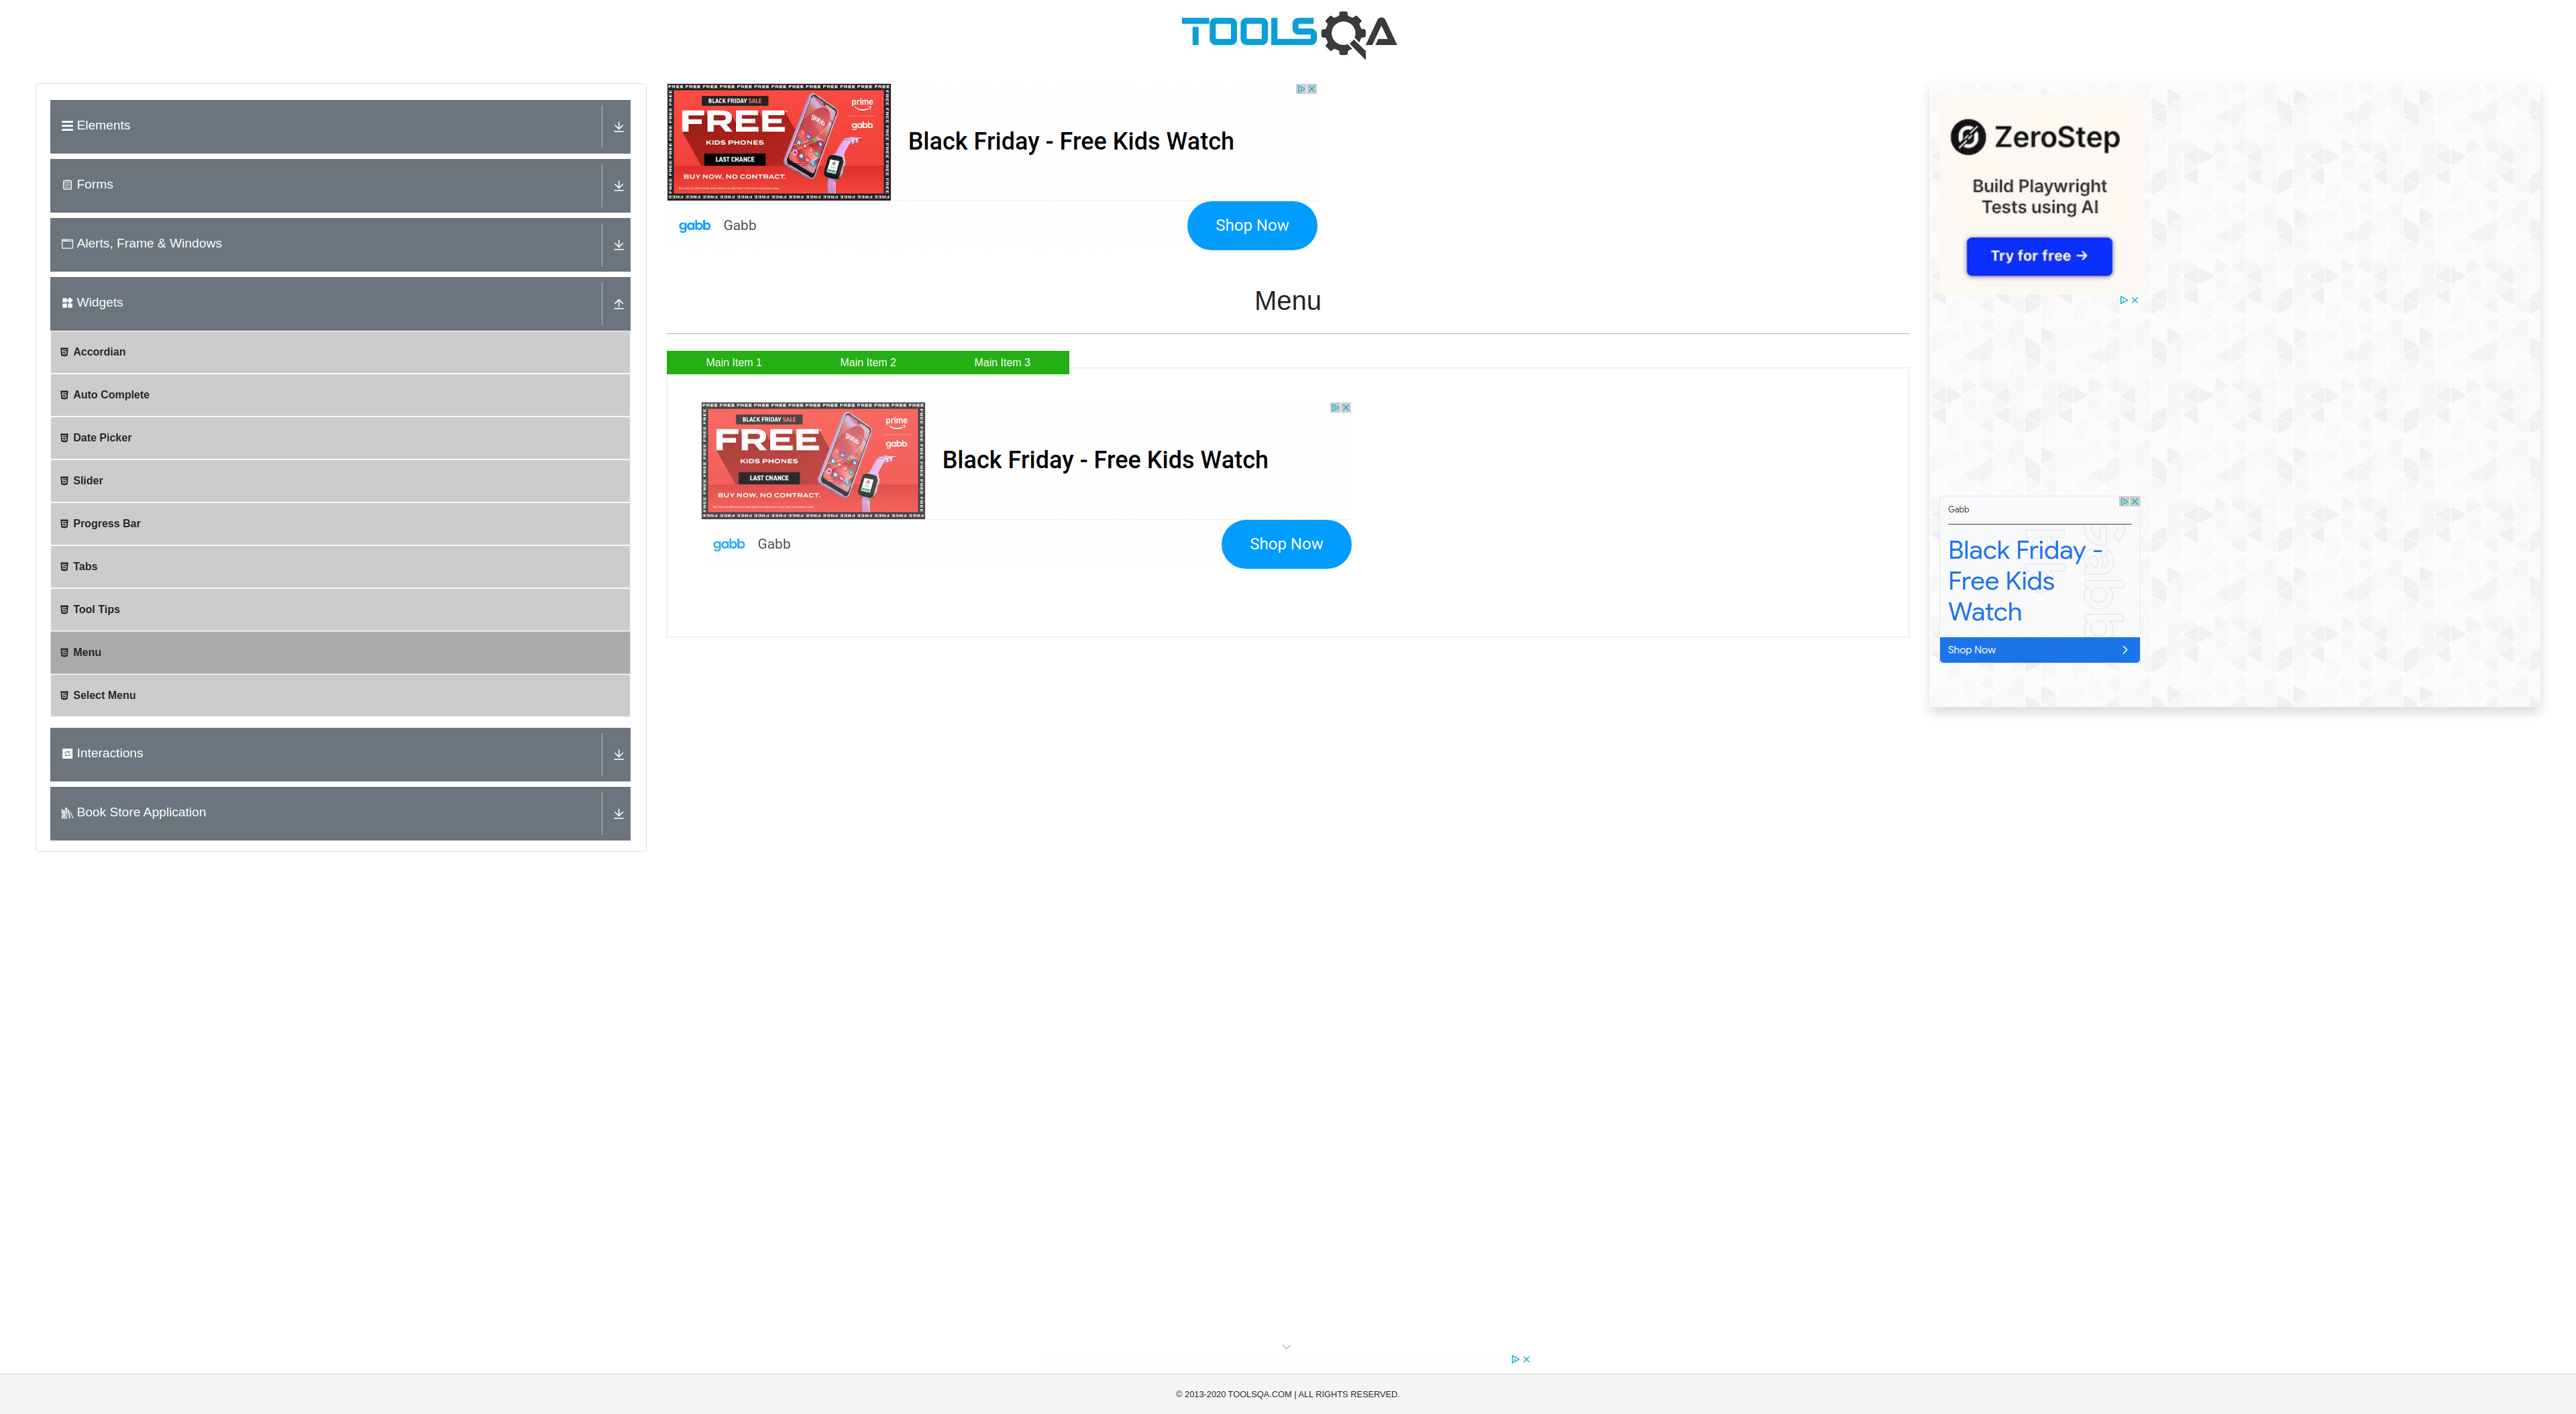 TOOLSQA
Elements
Forms
Alerts, Frame & Windows
Widgets
Accordian
Auto Complete
Date Picker
Slider
Progress Bar
Tabs
Tool Tips
Menu
Select Menu
Interactions
Book Store Application
BLACK FRIDAY SALE
FREE
KIDS PHONES
LAST CHANCE
BUY NOW. NO CONTRACT.
prime
gabb
Black Friday - Free Kids Watch
gabb Gabb
Shop Now
Menu
Main Item 1 Main Item 2 Main Item 3
BLACK FRIDAY SALE
FREE
KIDS PHONES
LAST CHANCE
BUY NOW. NO CONTRACT.
prime
gabb
Black Friday - Free Kids Watch
gabb Gabb
Shop Now
ZeroStep
Build Playwright
Tests using AI
Try for free →
Gabb
Black Friday -
Free Kids
Watch
Shop Now
© 2013-2020 TOOLSQA.COM | ALL RIGHTS RESERVED.